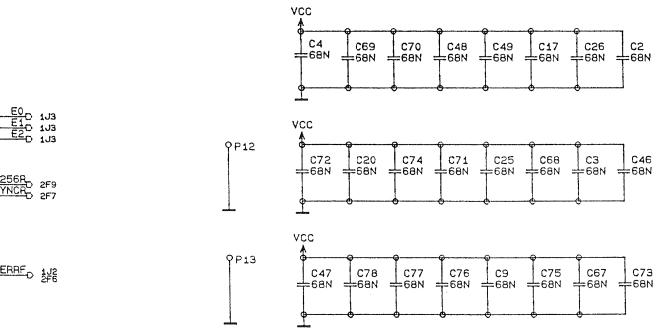 VCC
C4 C69 C70 C48 C49 C17 C26 C2
68N 68N 68N 68N 68N 68N 68N 68N
E0 1J3
E1 1J3
E2 1J3
VCC
P12
C72 C20 C74 C71 C25 C68 C3 C46
68N 68N 68N 68N 68N 68N 68N 68N
256R 2F9
YNCR 2F7
VCC
P13
ERRF 1J2
2F6
C47 C78 C77 C76 C9 C75 C67 C73
68N 68N 68N 68N 68N 68N 68N 68N